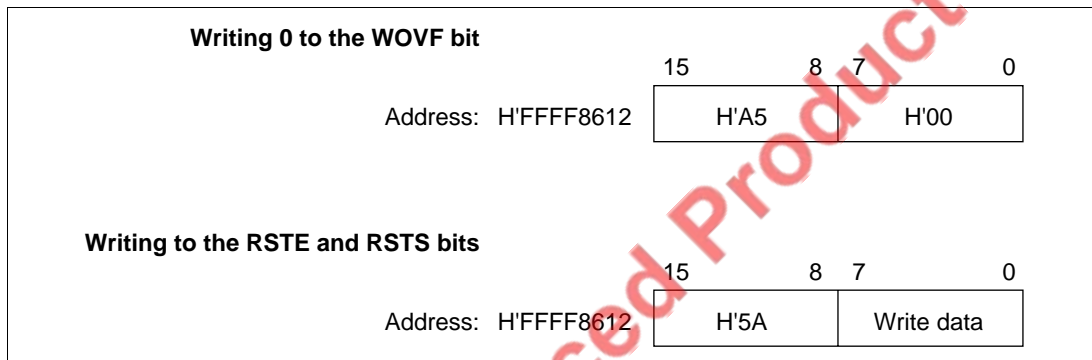 Writing 0 to the WOVF bit
15 8 7 0
Address: H'FFFF8612 H'A5 H'00
Writing to the RSTE and RSTS bits
15 8 7 0
Address: H'FFFF8612 H'5A Write data
Product